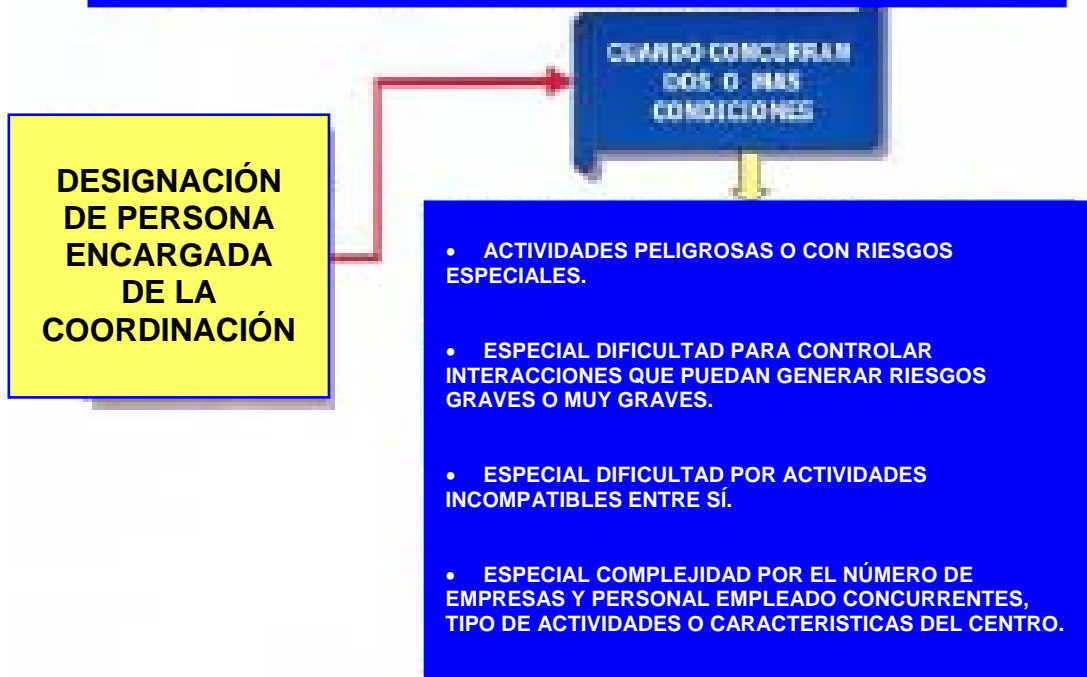 CUANDO CONCURRAN
DOS O MAS
CONDICIONES
DESIGNACIÓN
DE PERSONA
ENCARGADA
DE LA
COORDINACIÓN
• ACTIVIDADES PELIGROSAS O CON RIESGOS
ESPECIALES.
• ESPECIAL DIFICULTAD PARA CONTROLAR
INTERACCIONES QUE PUEDAN GENERAR RIESGOS
GRAVES O MUY GRAVES.
• ESPECIAL DIFICULTAD POR ACTIVIDADES
INCOMPATIBLES ENTRE SÍ.
• ESPECIAL COMPLEJIDAD POR EL NÚMERO DE
EMPRESAS Y PERSONAL EMPLEADO CONCURRENTES,
TIPO DE ACTIVIDADES O CARACTERISTICAS DEL CENTRO.